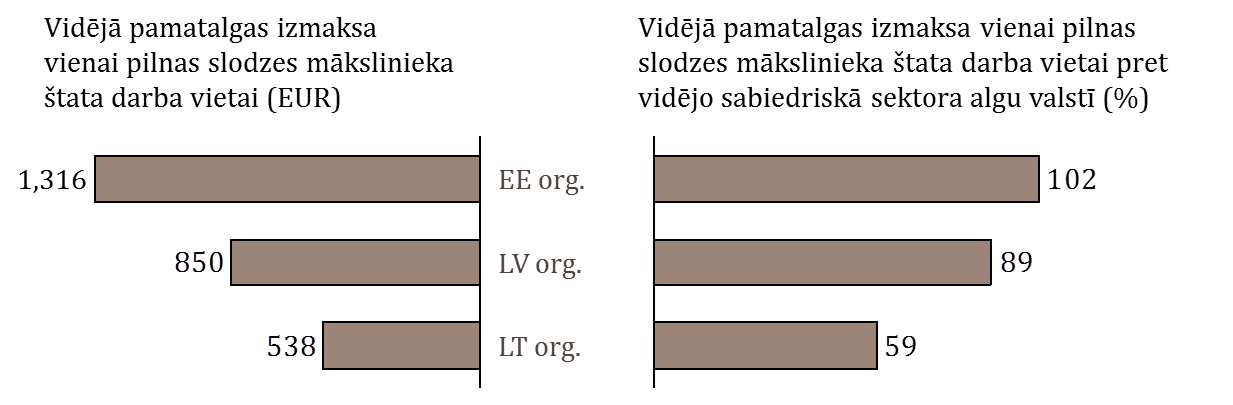 Vidējā pamatalgas izmaksa
vienai pilnas slodzes mākslinieka
štata darba vietai (EUR)
Vidējā pamatalgas izmaksa vienai pilnas
slodzes mākslinieka štata darba vietai pret
vidējo sabiedriskā sektora algu valstī (%)
1,316 EE org. 102
850 LV org. 89
538 LT org. 59